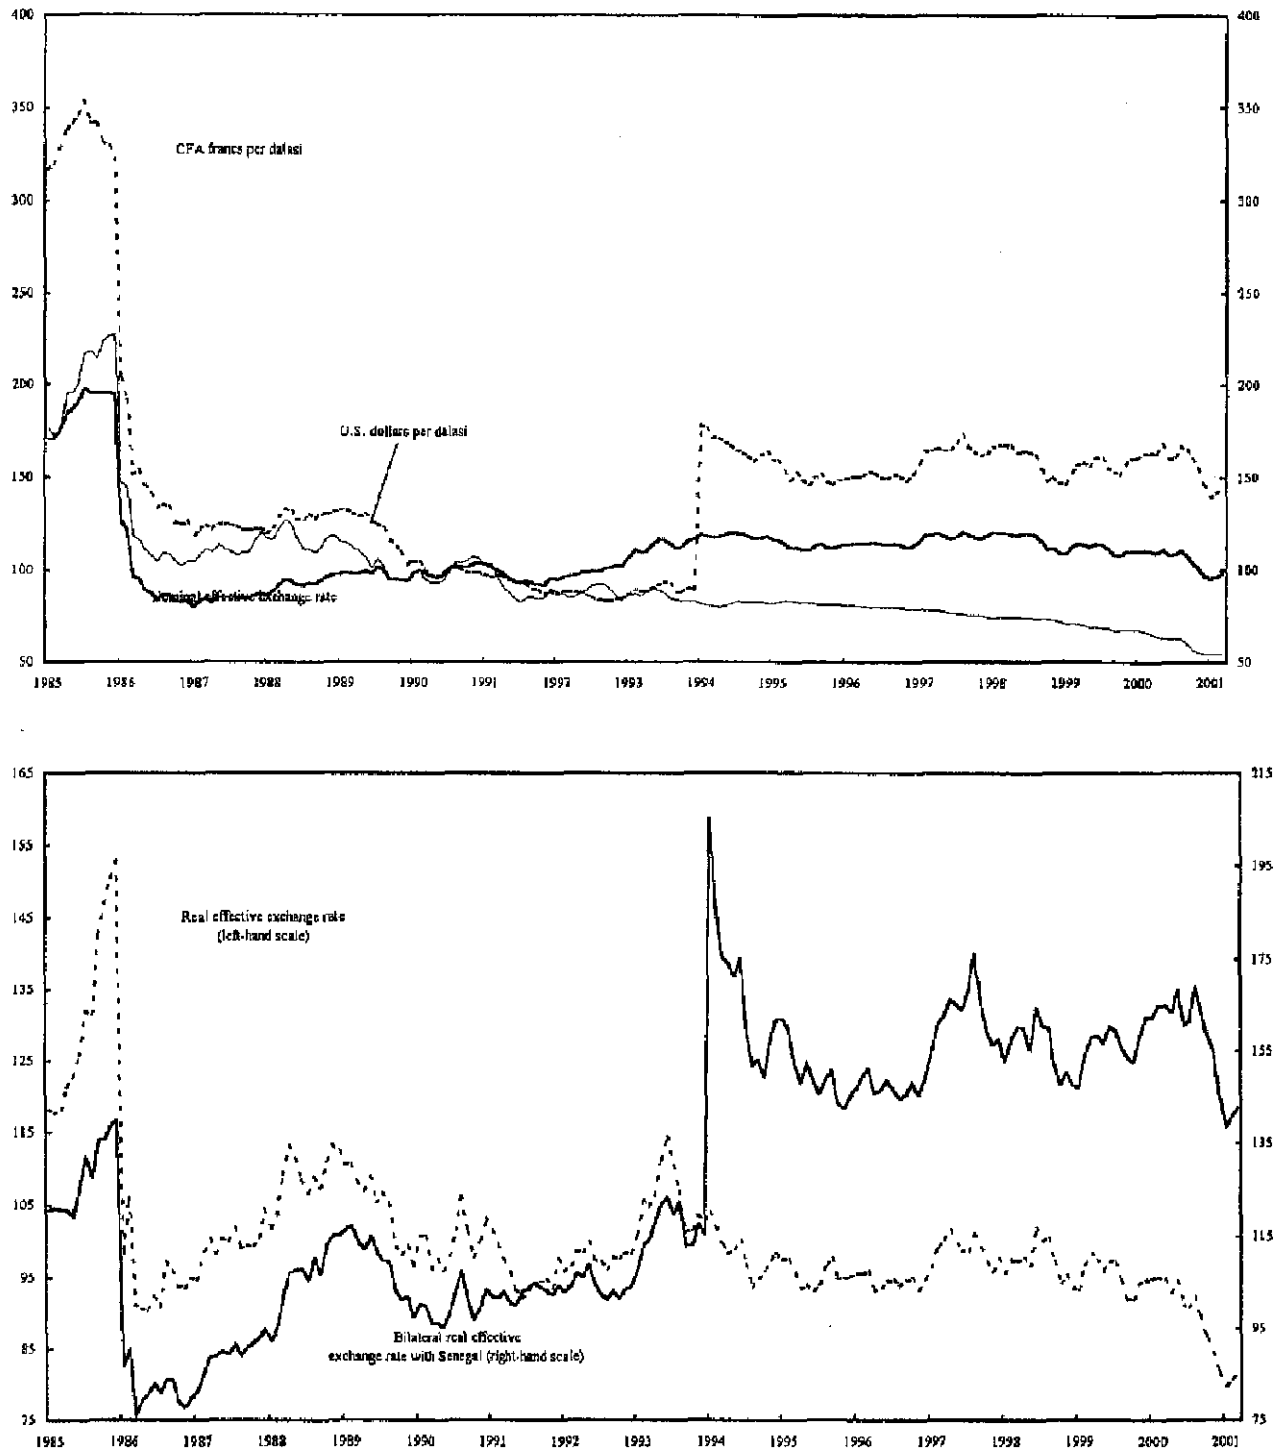 400 400
350 350
CFA francs per dalasi
300 300
250 250
200 200
U.S. dollars per dalasi
150 150
100 100
Nominal effective exchange rate
50 50
1985 1986 1987 1988 1989 1990 1991 1992 1993 1994 1995 1996 1997 1998 1999 2000 2001
165 215
155
195
Real effective exchange rate
(left-hand scale)
145
175
135
125 155
115 135
105
115
95
95
85
Bilateral real effective
exchange rate with Senegal (right-hand scale)
75 75
1985 1986 1987 1988 1989 1990 1991 1992 1993 1994 1995 1996 1997 1998 1999 2000 2001